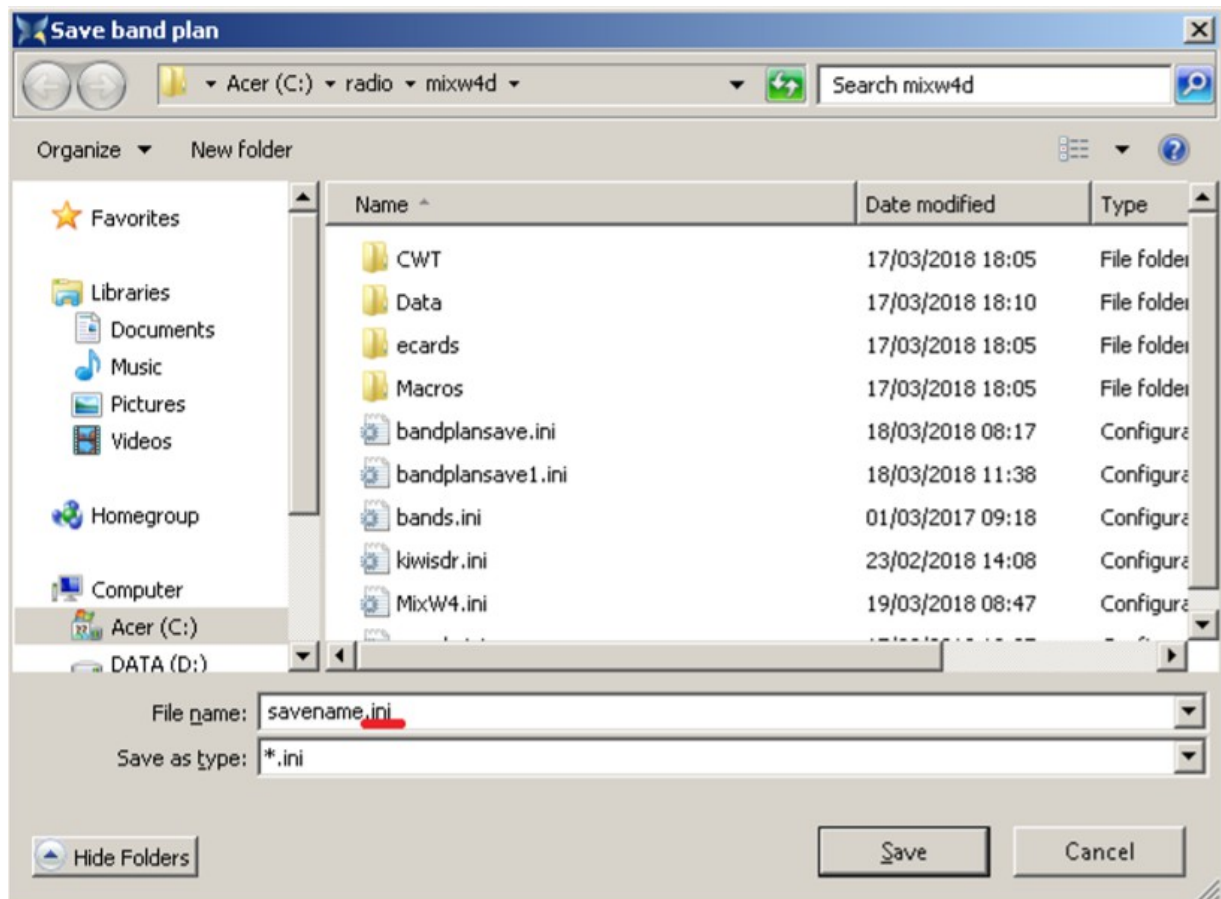 Save band plan
Acer (C:) radio mixw4d Search mixw4d
Organize New folder
Name Date modified Type
Favorites
Libraries
Documents
Music
Pictures
Videos
Homegroup
Computer
Acer (C:)
DATA (D:)
CWT 17/03/2018 18:05 File folder
Data 17/03/2018 18:10 File folder
ecards 17/03/2018 18:05 File folder
Macros 17/03/2018 18:05 File folder
bandplansave.ini 18/03/2018 08:17 Configura
bandplansave1.ini 18/03/2018 11:38 Configura
bands.ini 01/03/2017 09:18 Configura
kiwisdr.ini 23/02/2018 14:08 Configura
MixW4.ini 19/03/2018 08:47 Configura
File name: savename.ini
Save as type: *.ini
Hide Folders Save Cancel